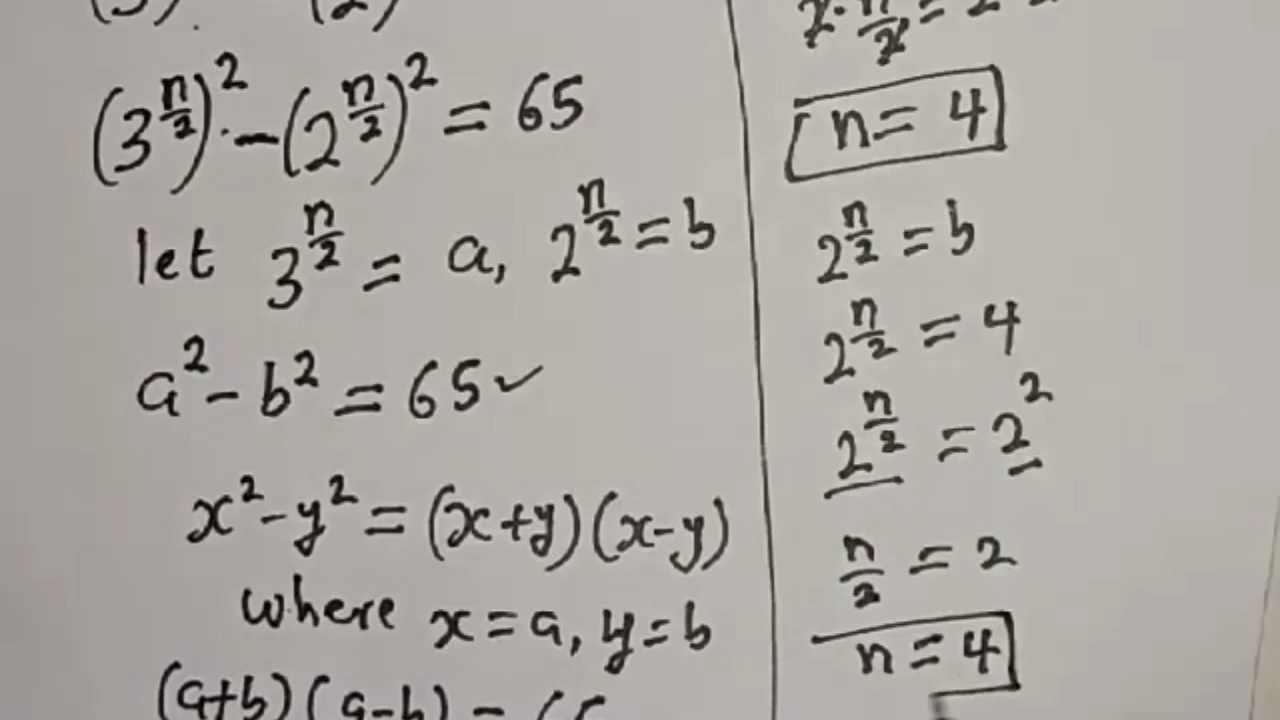 (3^{n/2})^2 - (2^{n/2})^2 = 65
let 3^{n/2} = a, 2^{n/2} = b
a^2 - b^2 = 65 ✓
x^2 - y^2 = (x+y)(x-y)
where x = a, y = b
(a+b)(a-b) =
n = 4
2^{n/2} = b
2^{n/2} = 4
2^{n/2} = 2^2
n/2 = 2
n = 4